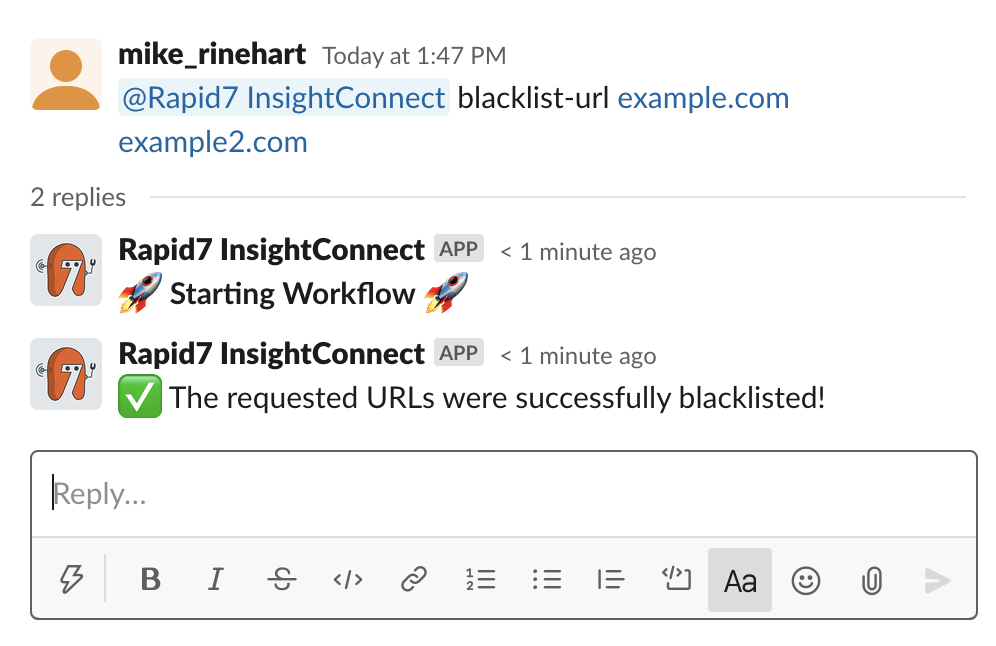 mike_rinehart Today at 1:47 PM
@Rapid7 InsightConnect blacklist-url example.com
example2.com
2 replies
Rapid7 InsightConnect APP < 1 minute ago
🚀 Starting Workflow 🚀
Rapid7 InsightConnect APP < 1 minute ago
✅ The requested URLs were successfully blacklisted!
Reply...
B I S </> Aa